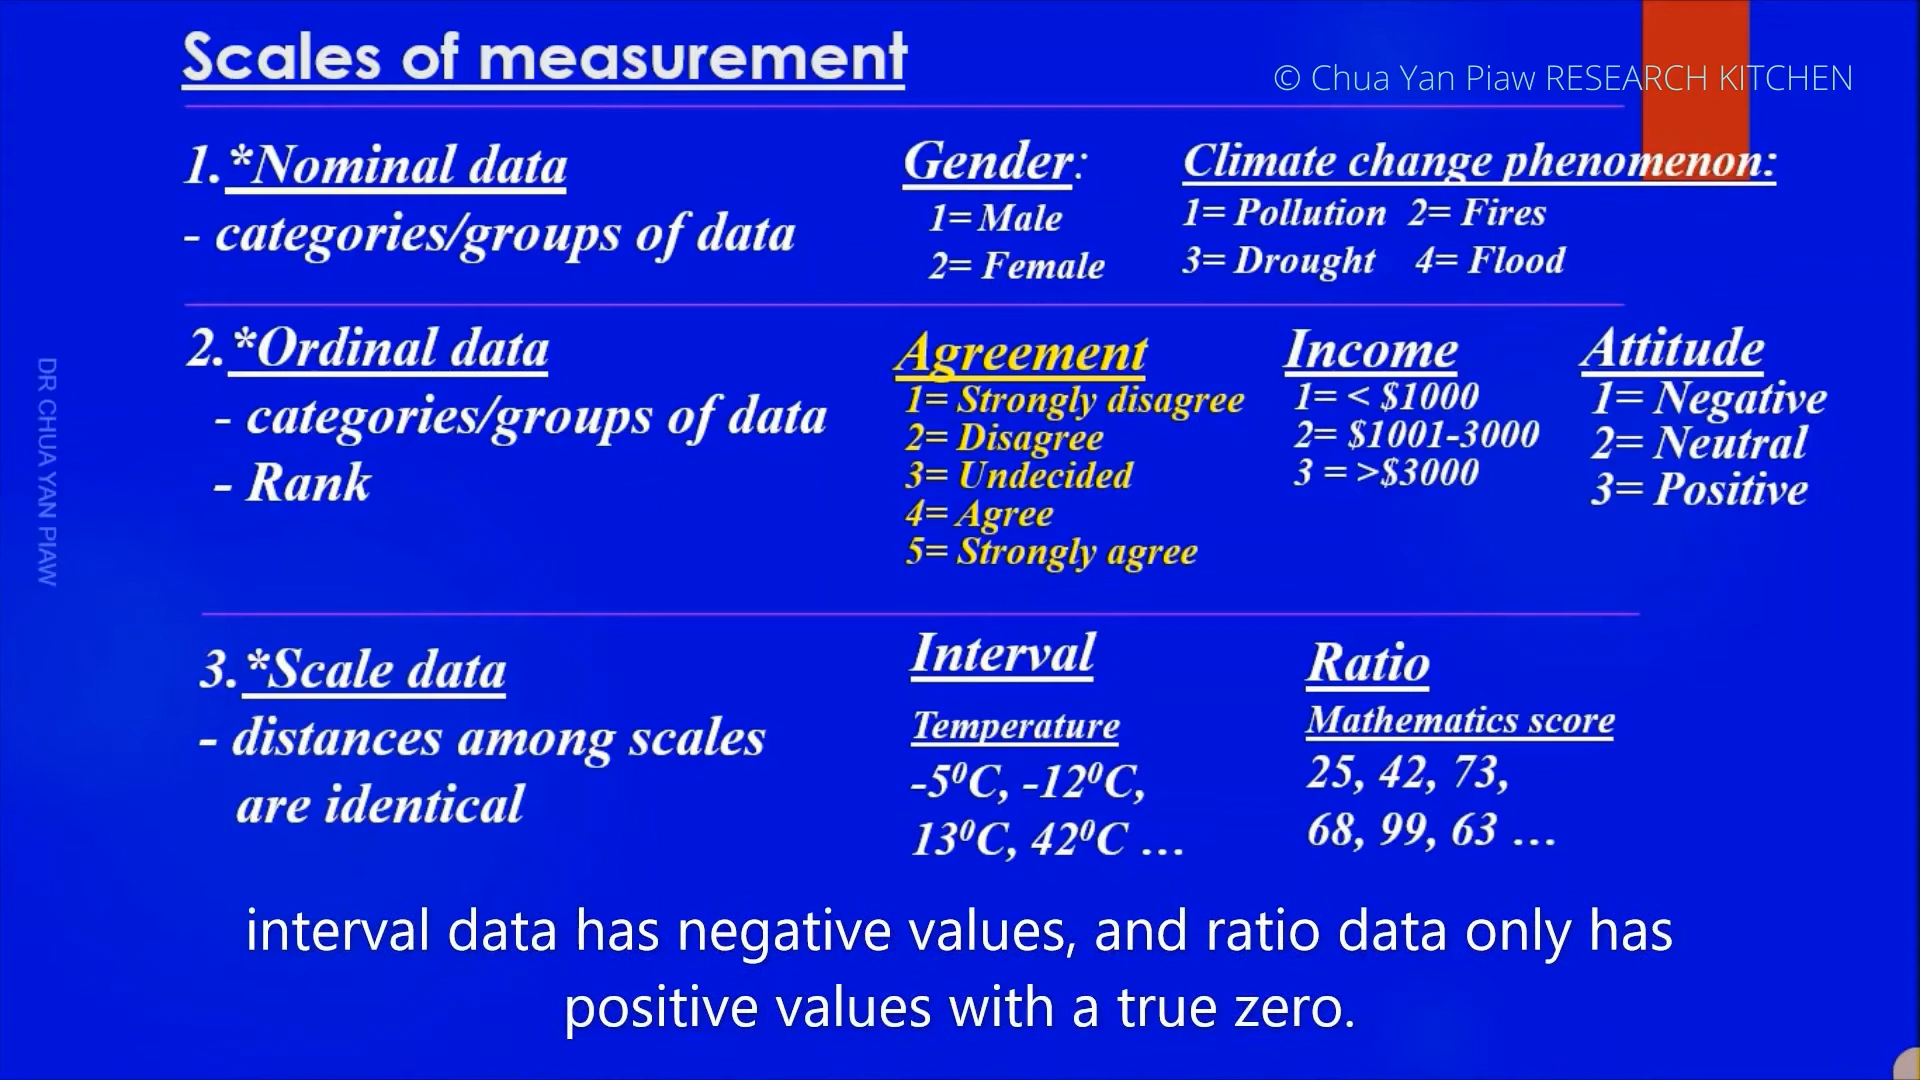 Scales of measurement
© Chua Yan Piaw RESEARCH KITCHEN
1.*Nominal data
- categories/groups of data
Gender:
1= Male
2= Female
Climate change phenomenon:
1= Pollution 2= Fires
3= Drought 4= Flood
2.*Ordinal data
- categories/groups of data
- Rank
Agreement
1= Strongly disagree
2= Disagree
3= Undecided
4= Agree
5= Strongly agree
Income
1= < $1000
2= $1001-3000
3 = >$3000
Attitude
1= Negative
2= Neutral
3= Positive
DR CHUA YAN PIAW
3.*Scale data
- distances among scales
are identical
Interval
Temperature
-5⁰C, -12⁰C,
13⁰C, 42⁰C …
Ratio
Mathematics score
25, 42, 73,
68, 99, 63 …
interval data has negative values, and ratio data only has
positive values with a true zero.